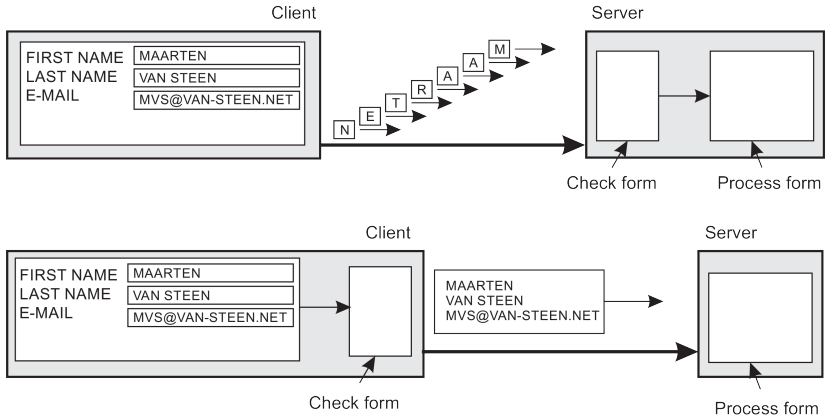 Client
Server
FIRST NAME MAARTEN
LAST NAME VAN STEEN
E-MAIL MVS@VAN-STEEN.NET
M
A
A
R
T
E
N
Check form
Process form
Client
Server
FIRST NAME MAARTEN
LAST NAME VAN STEEN
E-MAIL MVS@VAN-STEEN.NET
MAARTEN
VAN STEEN
MVS@VAN-STEEN.NET
Check form
Process form